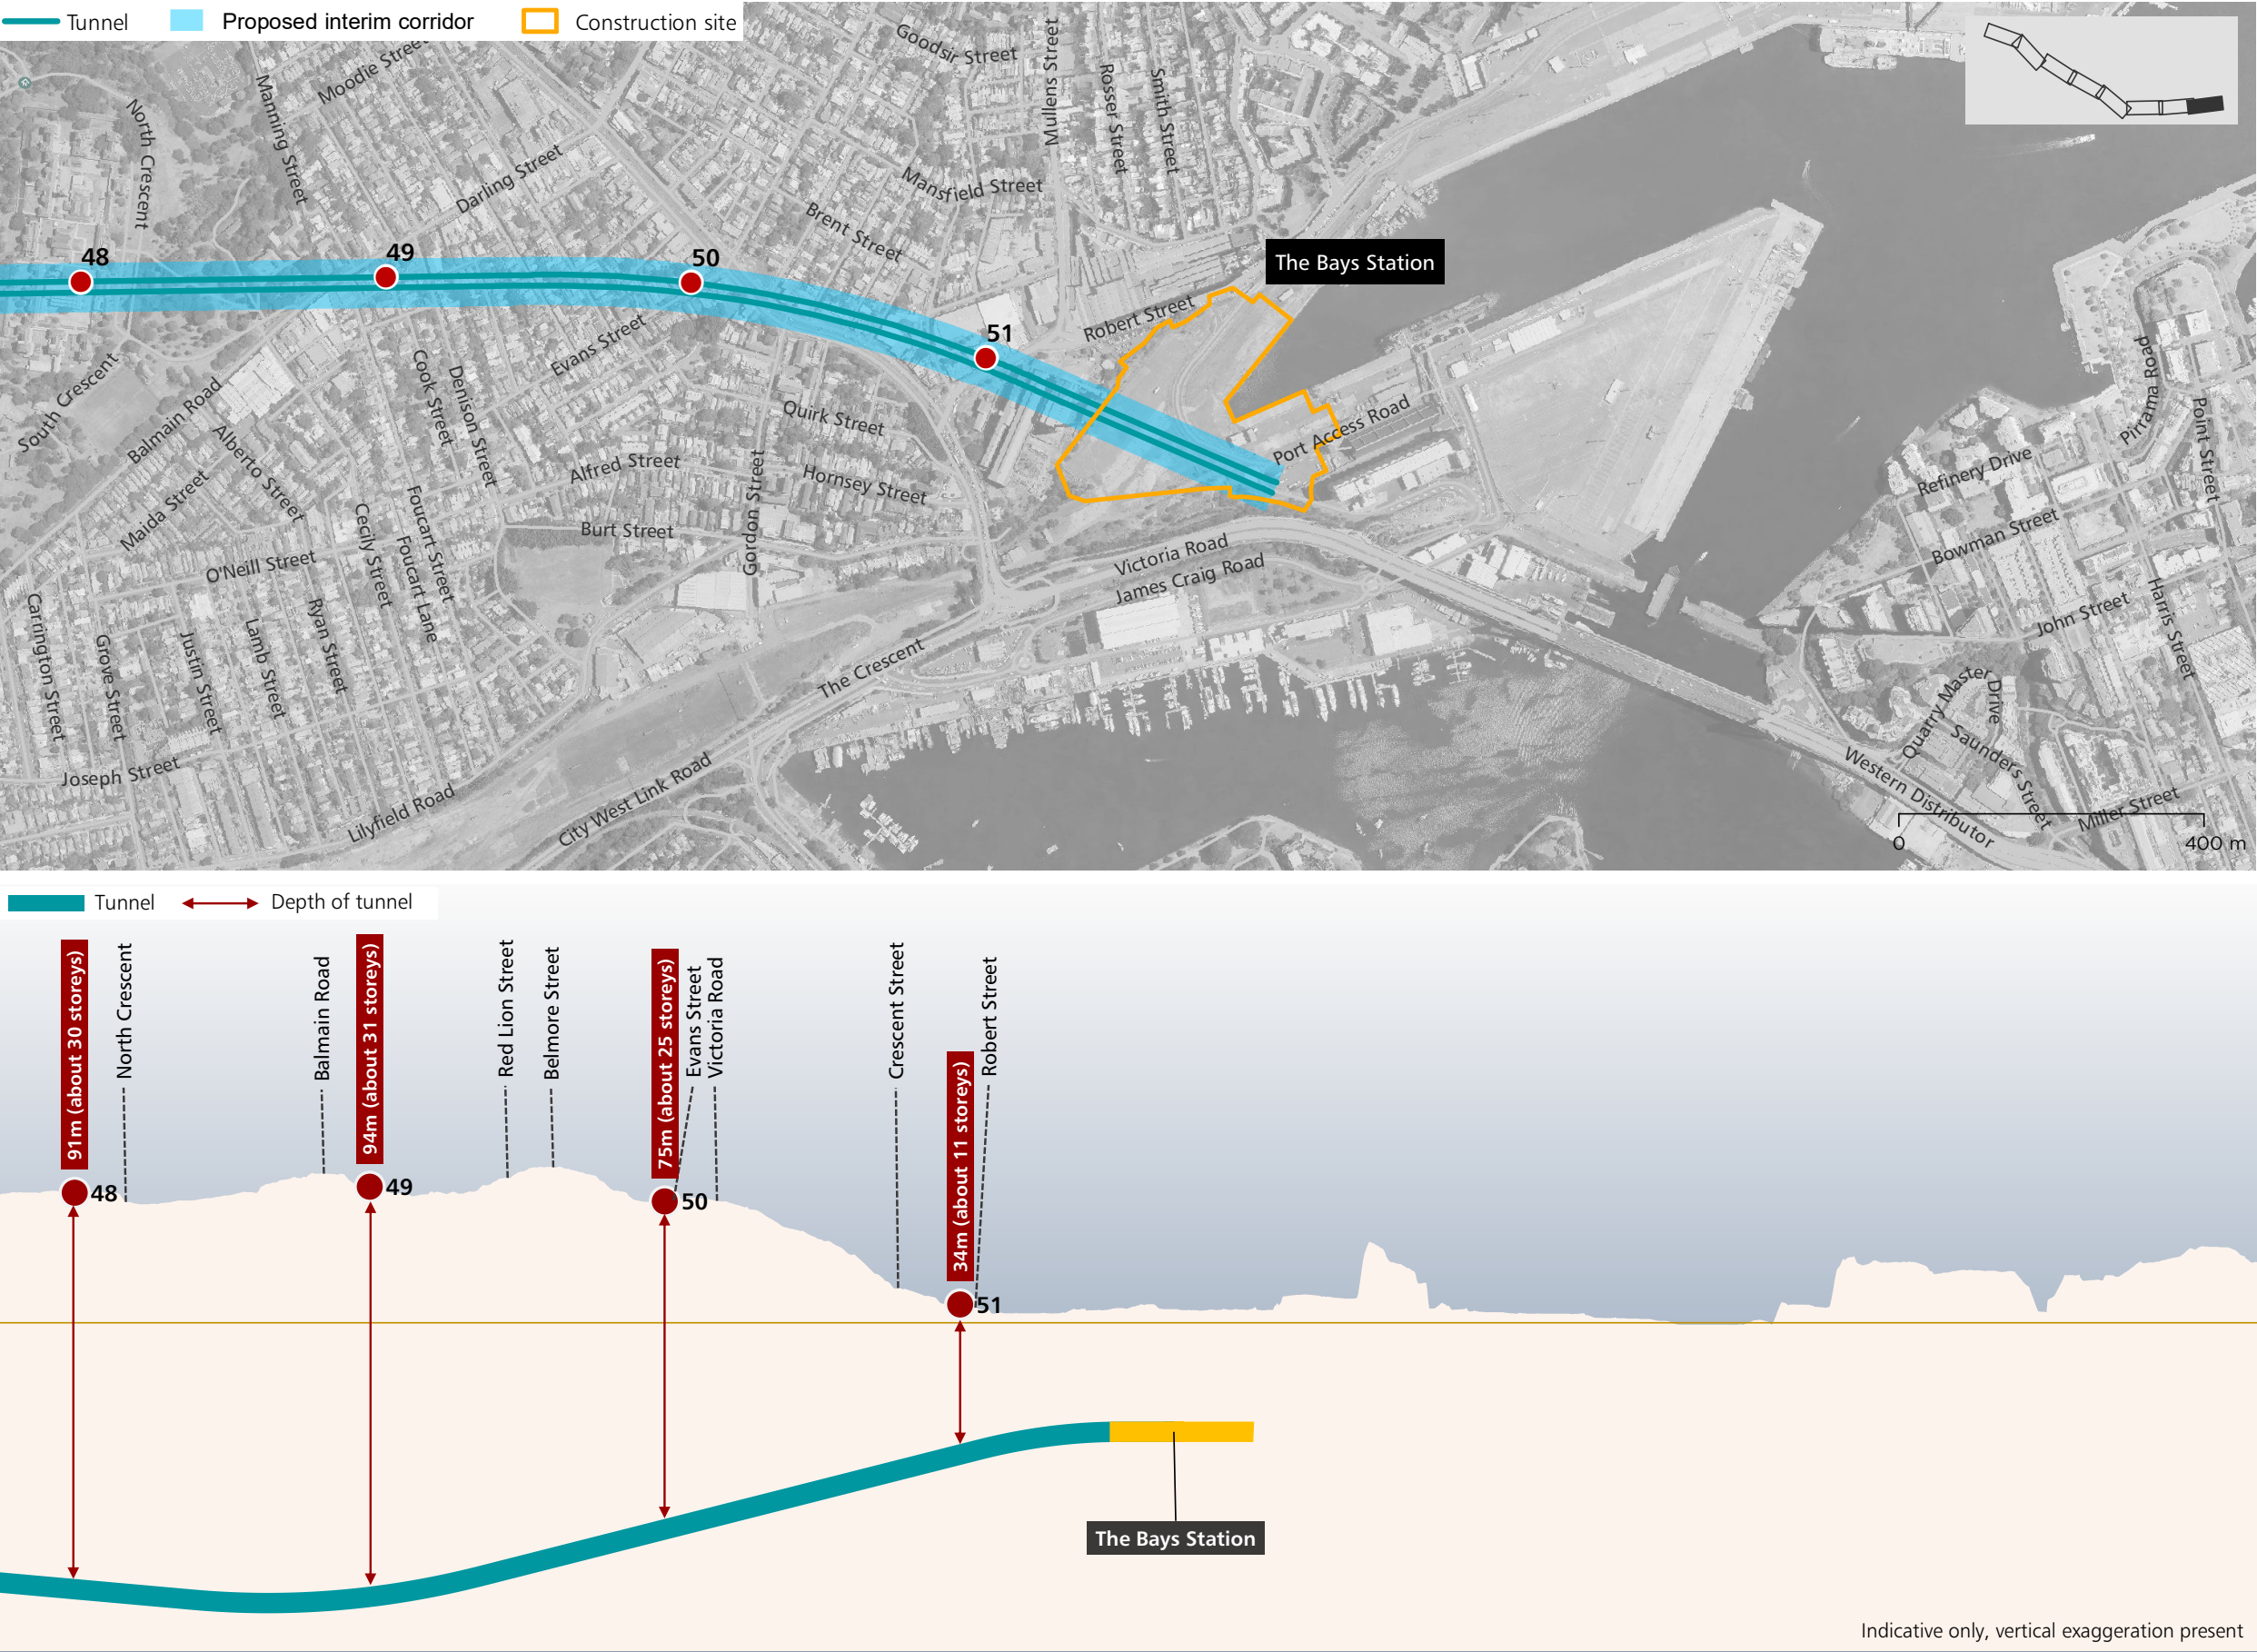 Tunnel
Proposed interim corridor
Construction site
Goodsir Street
Mullens Street
Moodie Street
Manning Street
North Crescent
Rosser Street
Smith Street
Darling Street
Mansfield Street
Brent Street
48
49
50
51
The Bays Station
Robert Street
Evans Street
South Crescent
Balmain Road
Cook Street
Denison Street
Quirk Street
Port Access Road
Pirrama Road
Point Street
Alberto Street
Maida Street
Alfred Street
Hornsey Street
Gordon Street
Refinery Drive
Bowman Street
Cecily Street
Foucart Street
Foucart Lane
Burt Street
O'Neill Street
Victoria Road
James Craig Road
John Street
Harris Street
Carrington Street
Grove Street
Justin Street
Lamb Street
Ryan Street
The Crescent
Quarry Master Drive
Saunders Street
Joseph Street
Lilyfield Road
City West Link Road
Western Distributor
Miller Street
0
400 m
Tunnel
Depth of tunnel
91m (about 30 storeys)
North Crescent
Balmain Road
94m (about 31 storeys)
Red Lion Street
Belmore Street
75m (about 25 storeys)
Evans Street
Victoria Road
Crescent Street
34m (about 11 storeys)
Robert Street
48
49
50
51
The Bays Station
Indicative only, vertical exaggeration present